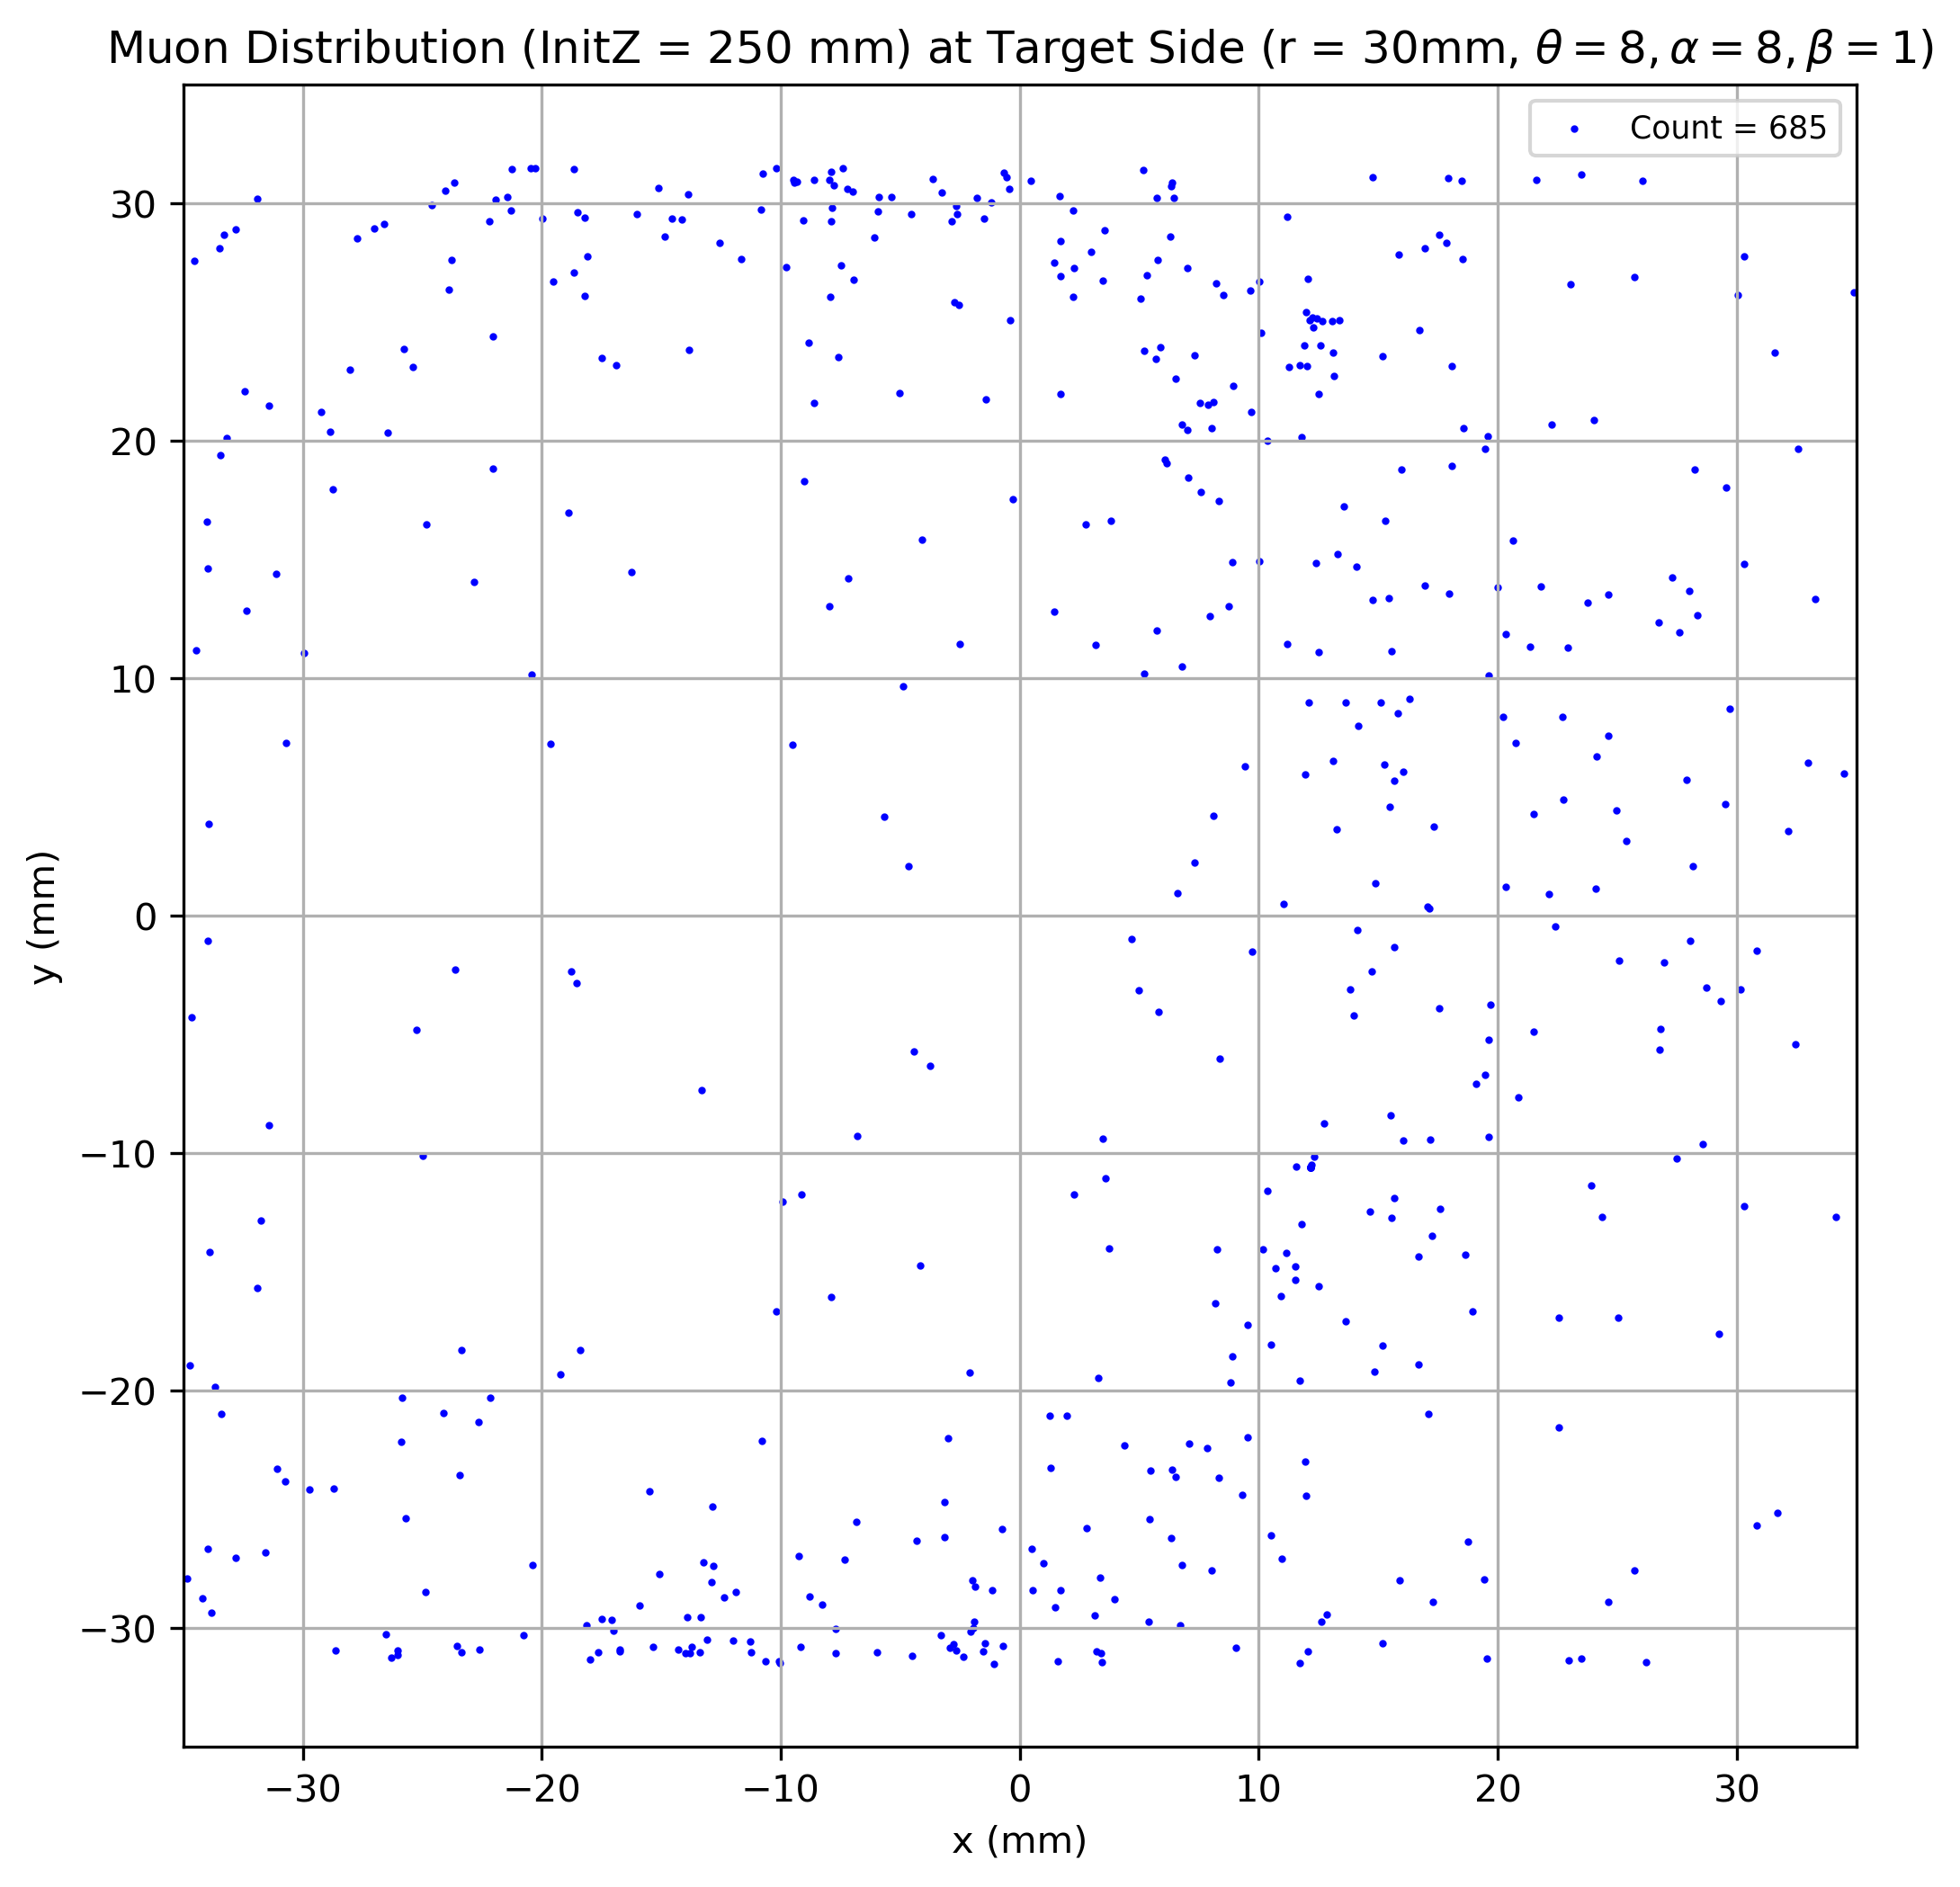 Muon Distribution (InitZ = 250 mm) at Target Side (r = 30mm, θ = 8, α = 8, β = 1)
Count = 685
30
20
10
0
−10
−20
−30
y (mm)
−30 −20 −10 0 10 20 30
x (mm)